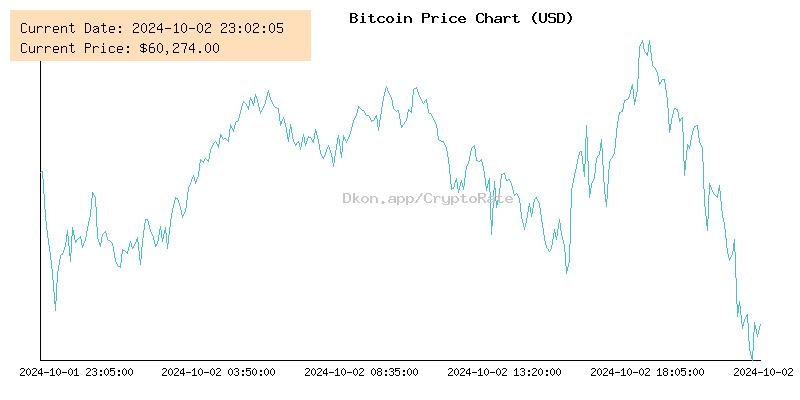 Bitcoin Price Chart (USD)
Current Date: 2024-10-02 23:02:05
Current Price: $60,274.00
Dkon.app/CryptoRate
2024-10-01 23:05:00 2024-10-02 03:50:00 2024-10-02 08:35:00 2024-10-02 13:20:00 2024-10-02 18:05:00 2024-10-02